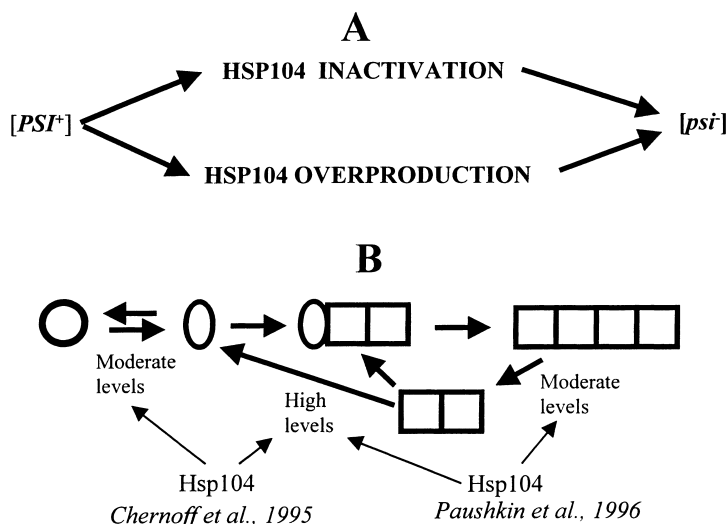 A
HSP104 INACTIVATION
[PSI+]
[psi-]
HSP104 OVERPRODUCTION
B
Moderate
levels
High
levels
Moderate
levels
Hsp104
Chernoff et al., 1995
Hsp104
Paushkin et al., 1996